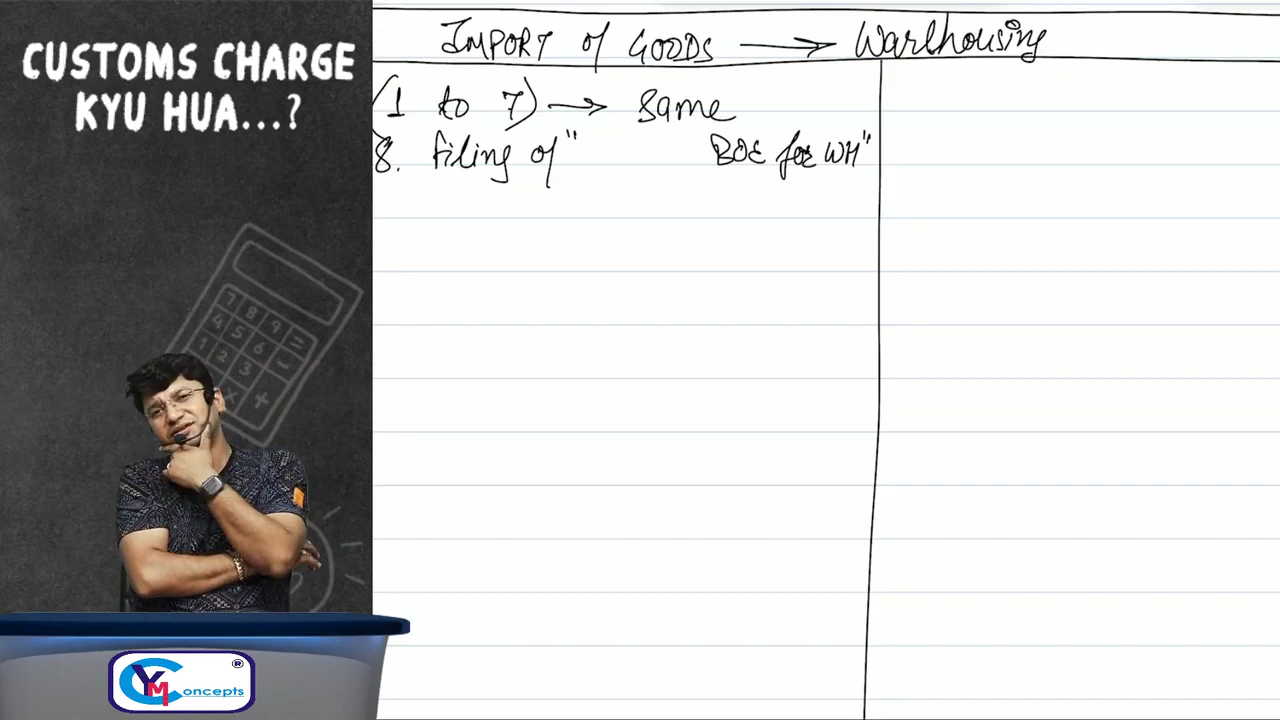 CUSTOMS CHARGE
KYU HUA...?
IMPORT of GOODS → Warehousing
(1 to 7) → Same
8. Filing of " BOE for WH"
7 8 9 =
4 5 6 -
1 2 3
+
YM Concepts ®